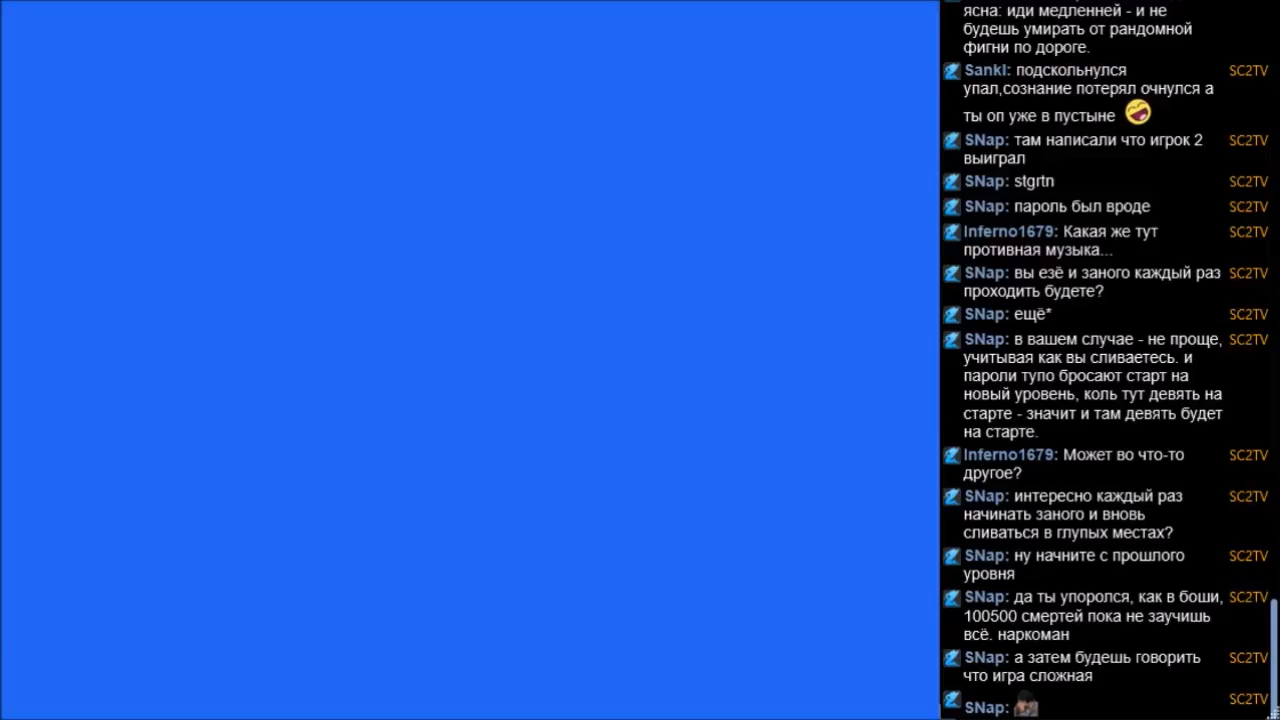 ясна: иди медленней - и не
будешь умирать от рандомной
фигни по дороге.
Sankl: подскользнулся SC2TV
упал,сознание потерял очнулся а
ты оп уже в пустыне
SNap: там написали что игрок 2 SC2TV
выиграл
SNap: stgrtn SC2TV
SNap: пароль был вроде SC2TV
Inferno1679: Какая же тут SC2TV
противная музыка...
SNap: вы езё и заного каждый раз SC2TV
проходить будете?
SNap: ещё* SC2TV
SNap: в вашем случае - не проще, SC2TV
учитывая как вы сливаетесь. и
пароли тупо бросают старт на
новый уровень, коль тут девять на
старте - значит и там девять будет
на старте.
Inferno1679: Может во что-то SC2TV
другое?
SNap: интересно каждый раз SC2TV
начинать заного и вновь
сливаться в глупых местах?
SNap: ну начните с прошлого SC2TV
уровня
SNap: да ты упоролся, как в боши, SC2TV
100500 смертей пока не заучишь
всё. наркоман
SNap: а затем будешь говорить SC2TV
что игра сложная
SNap: SC2TV